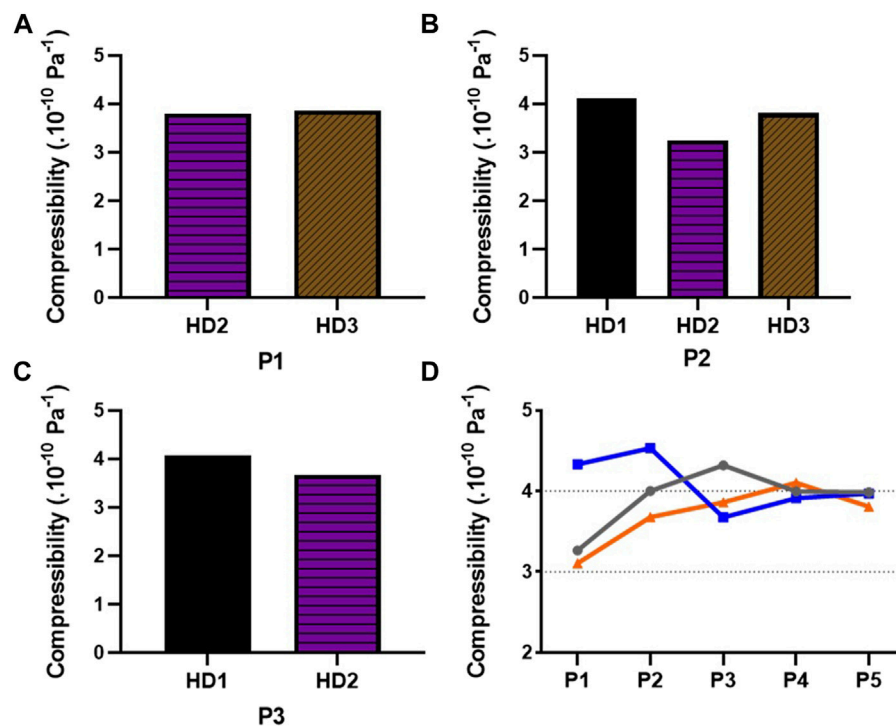 A
Compressibility (.10⁻¹⁰ Pa⁻¹)
5
4
3
2
1
0
HD2 HD3
P1
B
Compressibility (.10⁻¹⁰ Pa⁻¹)
5
4
3
2
1
0
HD1 HD2 HD3
P2
C
Compressibility (.10⁻¹⁰ Pa⁻¹)
5
4
3
2
1
0
HD1 HD2
P3
D
Compressibility (.10⁻¹⁰ Pa⁻¹)
5
4
3
2
P1 P2 P3 P4 P5